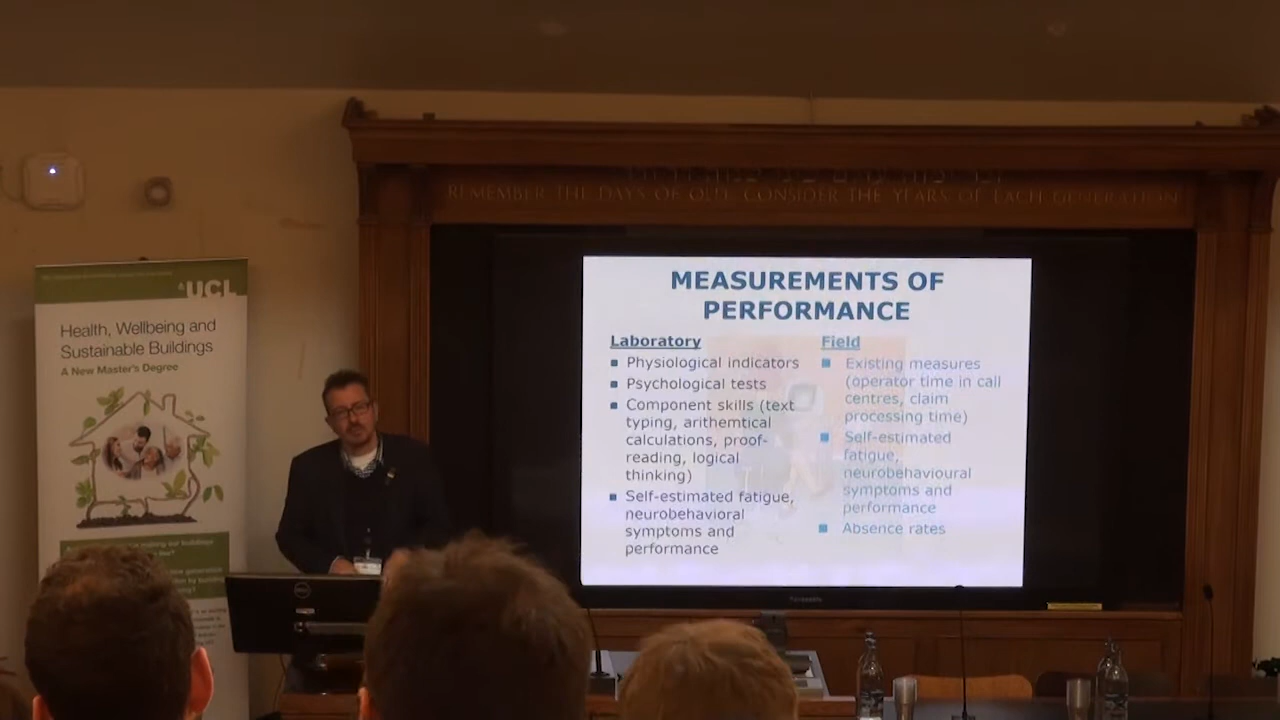 REMEMBER THE DAYS OF OLD CONSIDER THE YEARS OF EACH GENERATION
UCL
Health, Wellbeing and
Sustainable Buildings
A New Master's Degree
MEASUREMENTS OF
PERFORMANCE
Laboratory
Physiological indicators
Psychological tests
Component skills (text
typing, arithemtical
calculations, proof-
reading, logical
thinking)
Self-estimated fatigue,
neurobehavioral
symptoms and
performance
Field
Existing measures
(operator time in call
centres, claim
processing time)
Self-estimated
fatigue,
neurobehavioural
symptoms and
performance
Absence rates
DELL